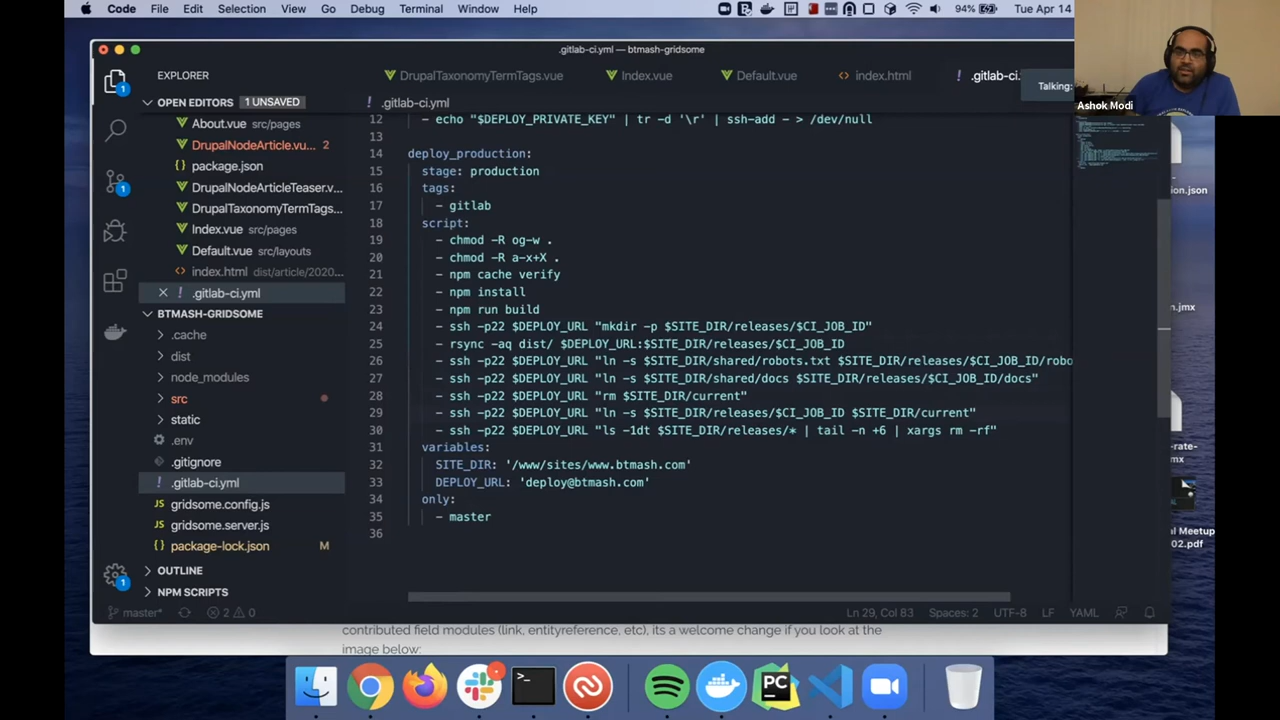 Code File Edit Selection View Go Debug Terminal Window Help 94% Tue Apr 14
.gitlab-ci.yml — btmash-gridsome
EXPLORER
DrupalTaxonomyTermTags.vue Index.vue Default.vue index.html .gitlab-ci.
Talking:
Ashok Modi
OPEN EDITORS 1 UNSAVED
.gitlab-ci.yml
About.vue src/pages
DrupalNodeArticle.vu... 2
package.json
DrupalNodeArticleTeaser.v...
DrupalTaxonomyTermTags...
Index.vue src/pages
Default.vue src/layouts
index.html dist/article/2020...
.gitlab-ci.yml
BTMASH-GRIDSOME
.cache
dist
node_modules
src
static
.env
.gitignore
.gitlab-ci.yml
gridsome.config.js
gridsome.server.js
package-lock.json M
OUTLINE
NPM SCRIPTS
12 - echo "$DEPLOY_PRIVATE_KEY" | tr -d '\r' | ssh-add - > /dev/null
13
14 deploy_production:
15 stage: production
16 tags:
17 - gitlab
18 script:
19 - chmod -R og-w .
20 - chmod -R a-x+X .
21 - npm cache verify
22 - npm install
23 - npm run build
24 - ssh -p22 $DEPLOY_URL "mkdir -p $SITE_DIR/releases/$CI_JOB_ID"
25 - rsync -aq dist/ $DEPLOY_URL:$SITE_DIR/releases/$CI_JOB_ID
26 - ssh -p22 $DEPLOY_URL "ln -s $SITE_DIR/shared/robots.txt $SITE_DIR/releases/$CI_JOB_ID/robo
27 - ssh -p22 $DEPLOY_URL "ln -s $SITE_DIR/shared/docs $SITE_DIR/releases/$CI_JOB_ID/docs"
28 - ssh -p22 $DEPLOY_URL "rm $SITE_DIR/current"
29 - ssh -p22 $DEPLOY_URL "ln -s $SITE_DIR/releases/$CI_JOB_ID $SITE_DIR/current"
30 - ssh -p22 $DEPLOY_URL "ls -1dt $SITE_DIR/releases/* | tail -n +6 | xargs rm -rf"
31 variables:
32 SITE_DIR: '/www/sites/www.btmash.com'
33 DEPLOY_URL: 'deploy@btmash.com'
34 only:
35 - master
36
master* 2 0 Ln 29, Col 83 Spaces: 2 UTF-8 LF YAML
contributed field modules (link, entityreference, etc), its a welcome change if you look at the
image below:
PC